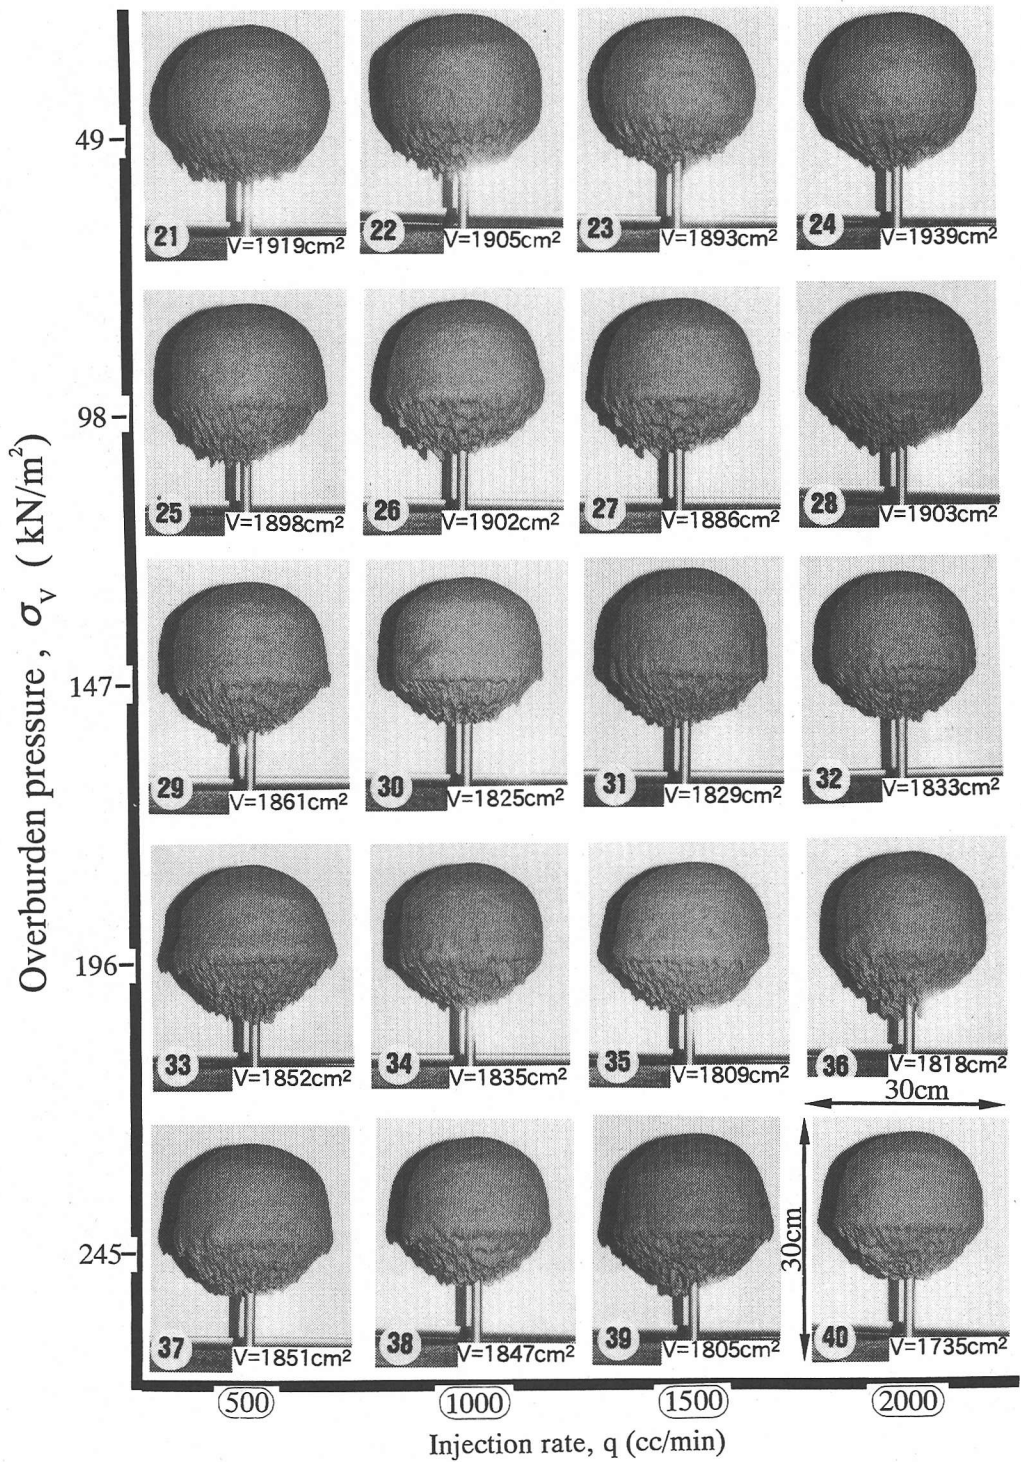 49
21
V=1919cm²
22
V=1905cm²
23
V=1893cm²
24
V=1939cm²
98
25
V=1898cm²
26
V=1902cm²
27
V=1886cm²
28
V=1903cm²
Overburden pressure , σv ( kN/m²)
147
29
V=1861cm²
30
V=1825cm²
31
V=1829cm²
32
V=1833cm²
196
33
V=1852cm²
34
V=1835cm²
35
V=1809cm²
36
V=1818cm²
30cm
30cm
245
37
V=1851cm²
38
V=1847cm²
39
V=1805cm²
40
V=1735cm²
500
1000
1500
2000
Injection rate, q (cc/min)